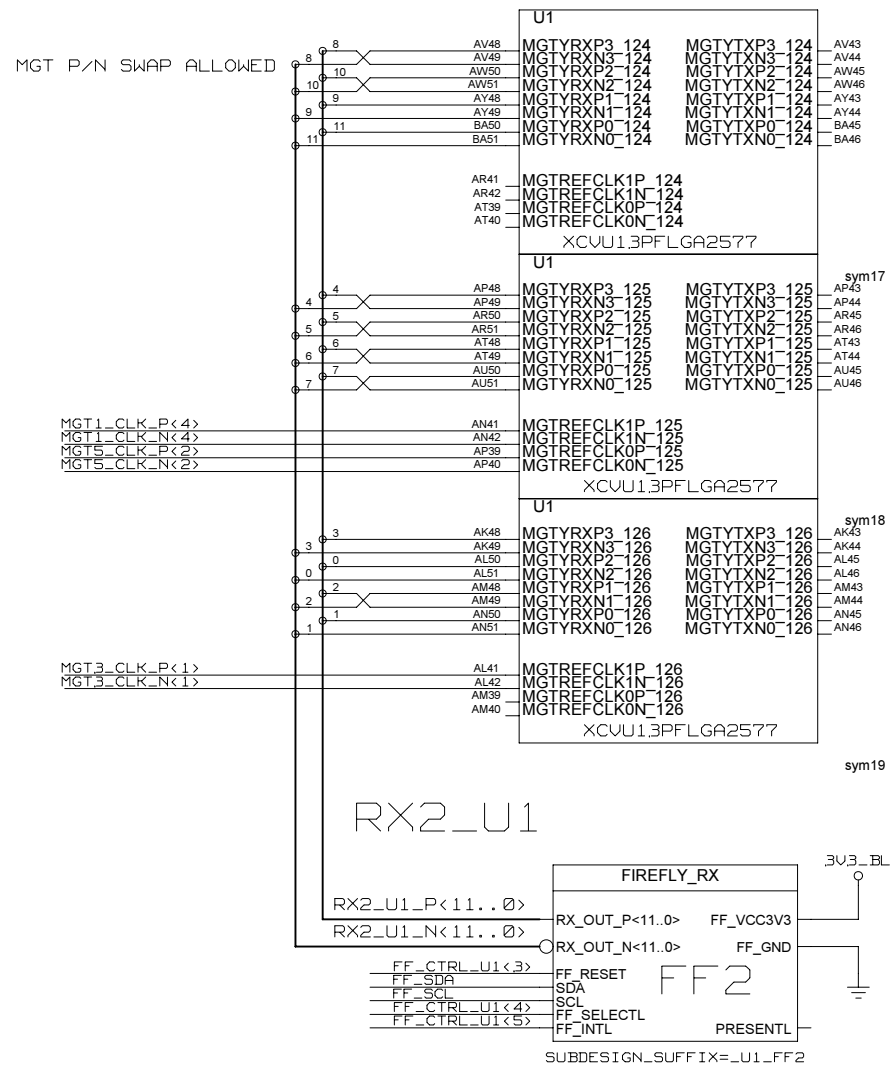 U1
MGT P/N SWAP ALLOWED
8 AV48 MGTYRXP3_124 MGTYTXP3_124 AV43
8 AV49 MGTYRXN3_124 MGTYTXN3_124 AV44
10 AW50 MGTYRXP2_124 MGTYTXP2_124 AW45
10 AW51 MGTYRXN2_124 MGTYTXN2_124 AW46
9 AY48 MGTYRXP1_124 MGTYTXP1_124 AY43
9 AY49 MGTYRXN1_124 MGTYTXN1_124 AY44
11 BA50 MGTYRXP0_124 MGTYTXP0_124 BA45
11 BA51 MGTYRXN0_124 MGTYTXN0_124 BA46
AR41 MGTREFCLK1P_124
AR42 MGTREFCLK1N_124
AT39 MGTREFCLK0P_124
AT40 MGTREFCLK0N_124
XCVU13PFLGA2577
U1
sym17
4 AP48 MGTYRXP3_125 MGTYTXP3_125 AP43
4 AP49 MGTYRXN3_125 MGTYTXN3_125 AP44
5 AR50 MGTYRXP2_125 MGTYTXP2_125 AR45
5 AR51 MGTYRXN2_125 MGTYTXN2_125 AR46
6 AT48 MGTYRXP1_125 MGTYTXP1_125 AT43
6 AT49 MGTYRXN1_125 MGTYTXN1_125 AT44
7 AU50 MGTYRXP0_125 MGTYTXP0_125 AU45
7 AU51 MGTYRXN0_125 MGTYTXN0_125 AU46
MGT1_CLK_P<4> AN41 MGTREFCLK1P_125
MGT1_CLK_N<4> AN42 MGTREFCLK1N_125
MGT5_CLK_P<2> AP39 MGTREFCLK0P_125
MGT5_CLK_N<2> AP40 MGTREFCLK0N_125
XCVU13PFLGA2577
U1
sym18
3 AK48 MGTYRXP3_126 MGTYTXP3_126 AK43
3 AK49 MGTYRXN3_126 MGTYTXN3_126 AK44
0 AL50 MGTYRXP2_126 MGTYTXP2_126 AL45
0 AL51 MGTYRXN2_126 MGTYTXN2_126 AL46
2 AM48 MGTYRXP1_126 MGTYTXP1_126 AM43
2 AM49 MGTYRXN1_126 MGTYTXN1_126 AM44
1 AN50 MGTYRXP0_126 MGTYTXP0_126 AN45
1 AN51 MGTYRXN0_126 MGTYTXN0_126 AN46
MGT3_CLK_P<1> AL41 MGTREFCLK1P_126
MGT3_CLK_N<1> AL42 MGTREFCLK1N_126
AM39 MGTREFCLK0P_126
AM40 MGTREFCLK0N_126
XCVU13PFLGA2577
sym19
RX2_U1
3V3_BL
FIREFLY_RX
RX2_U1_P<11..0> RX_OUT_P<11..0> FF_VCC3V3
RX2_U1_N<11..0> RX_OUT_N<11..0> FF_GND
FF2
FF_CTRL_U1<3> FF_RESET
FF_SDA SDA
FF_SCL SCL
FF_CTRL_U1<4> FF_SELECTL
FF_CTRL_U1<5> FF_INTL PRESENTL
SUBDESIGN_SUFFIX=_U1_FF2